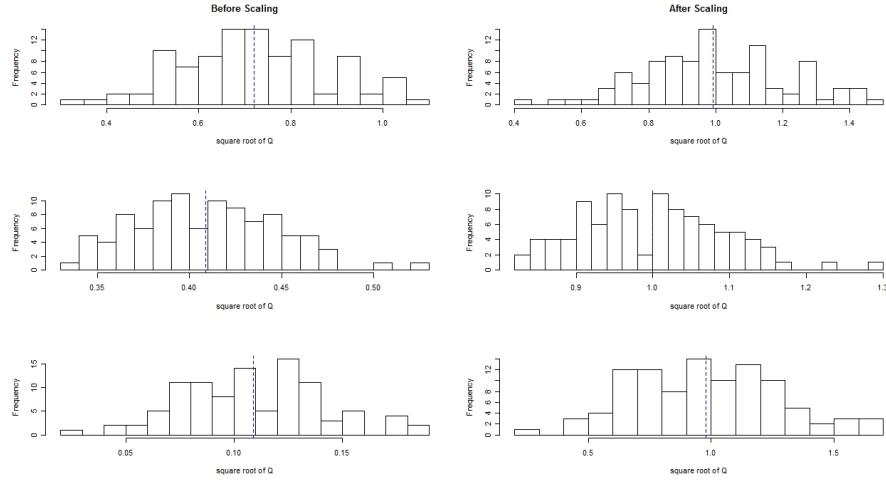 Before Scaling
After Scaling
Frequency
0 2 4 6 8 12
0.4 0.6 0.8 1.0
square root of Q
Frequency
0 2 4 6 8 12
0.4 0.6 0.8 1.0 1.2 1.4
square root of Q
Frequency
0 2 4 6 8 10
0.35 0.40 0.45 0.50
square root of Q
Frequency
0 2 4 6 8 10
0.9 1.0 1.1 1.2 1.3
square root of Q
Frequency
0 5 10 15
0.05 0.10 0.15
square root of Q
Frequency
0 2 4 6 8 12
0.5 1.0 1.5
square root of Q